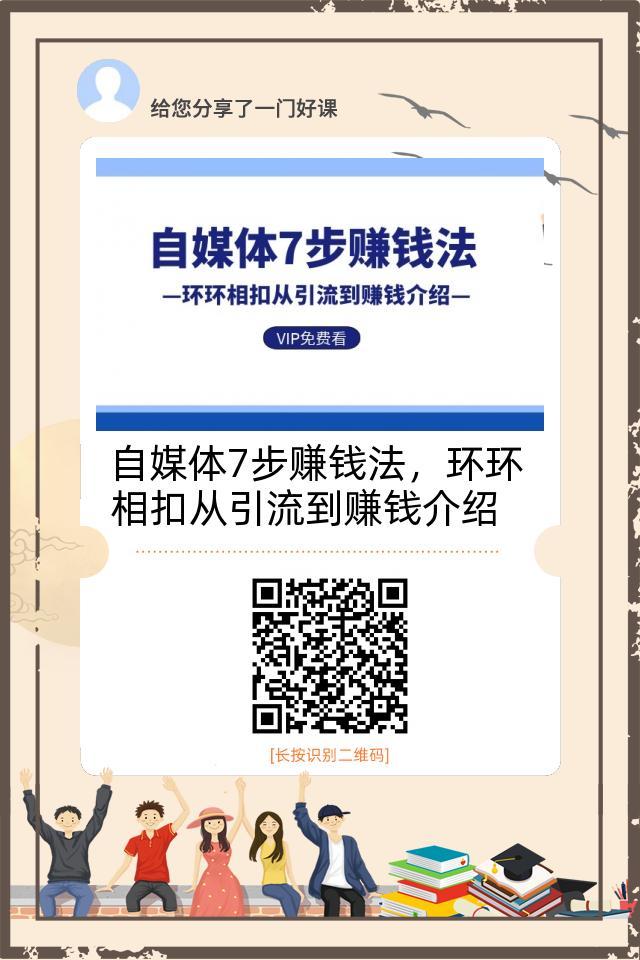 给您分享了一门好课
自媒体7步赚钱法
—环环相扣从引流到赚钱介绍—
VIP免费看
自媒体7步赚钱法，环环
相扣从引流到赚钱介绍
[长按识别二维码]